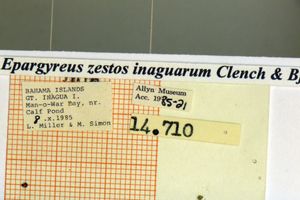 Epargyreus zestos inaguarum Clench & Bj
BAHAMA ISLANDS
GT. INAGUA I.
Man-o-War Bay, nr.
Calf Pond
8 .x.1985
L. Miller & M. Simon
Allyn Museum
Acc. 1985-21
14.710